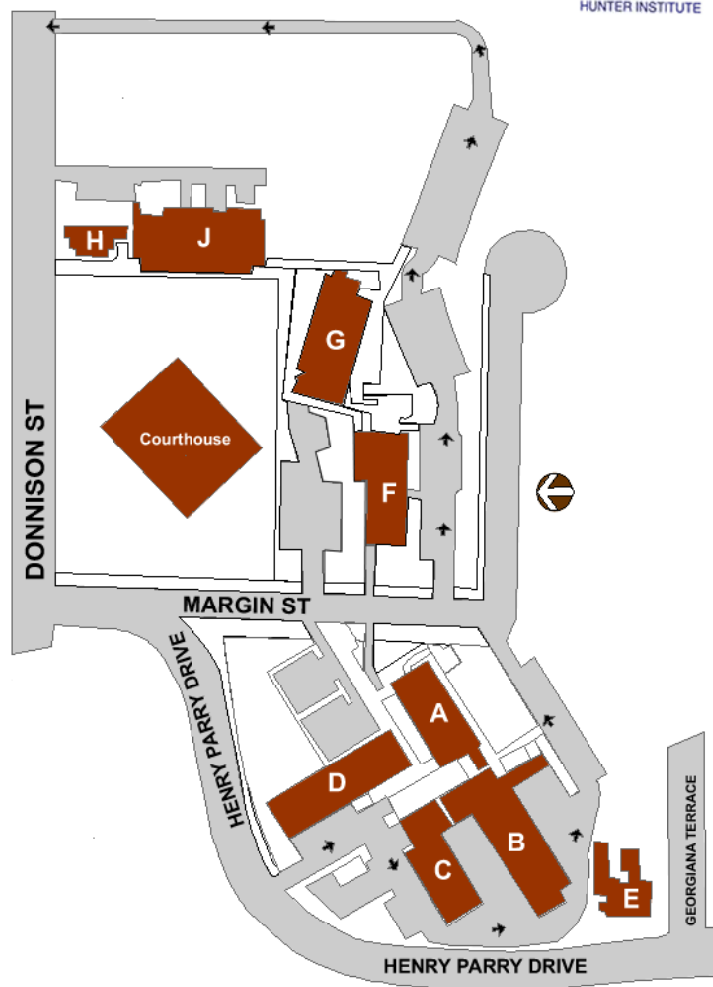 HUNTER INSTITUTE
H
J
G
Courthouse
F
DONNISON ST
MARGIN ST
HENRY PARRY DRIVE
A
D
B
C
E
GEORGIANA TERRACE
HENRY PARRY DRIVE